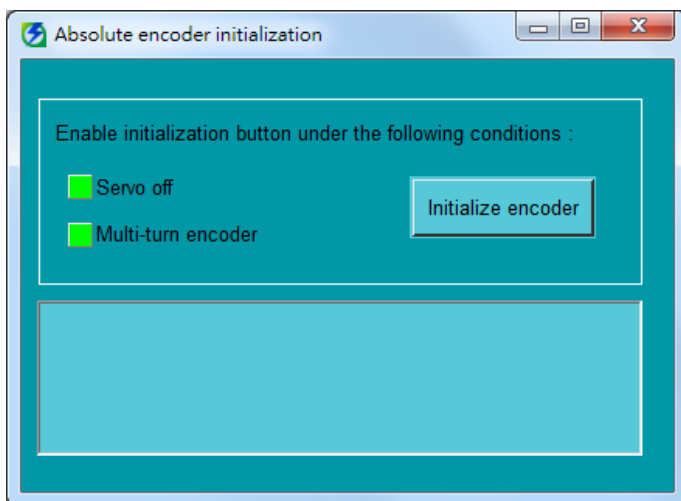 Absolute encoder initialization
Enable initialization button under the following conditions :
Servo off
Initialize encoder
Multi-turn encoder